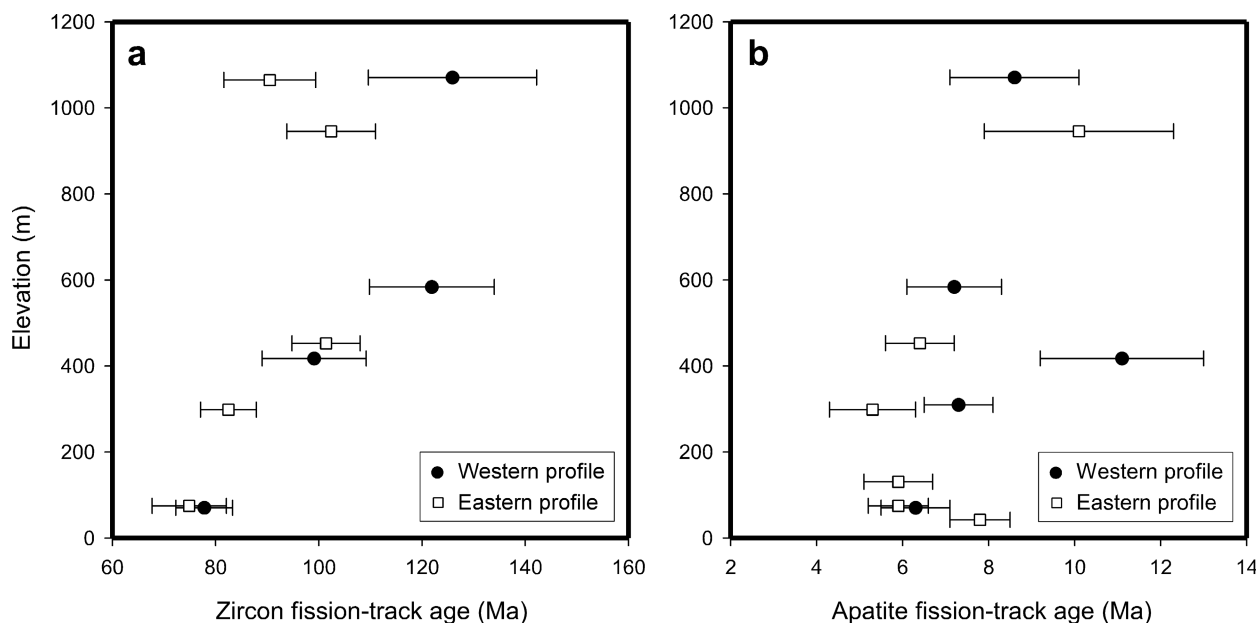 a
1200
1000
800
600
400
200
0
Elevation (m)
60 80 100 120 140 160
Zircon fission-track age (Ma)
Western profile
Eastern profile
b
1200
1000
800
600
400
200
0
2 4 6 8 10 12 14
Apatite fission-track age (Ma)
Western profile
Eastern profile